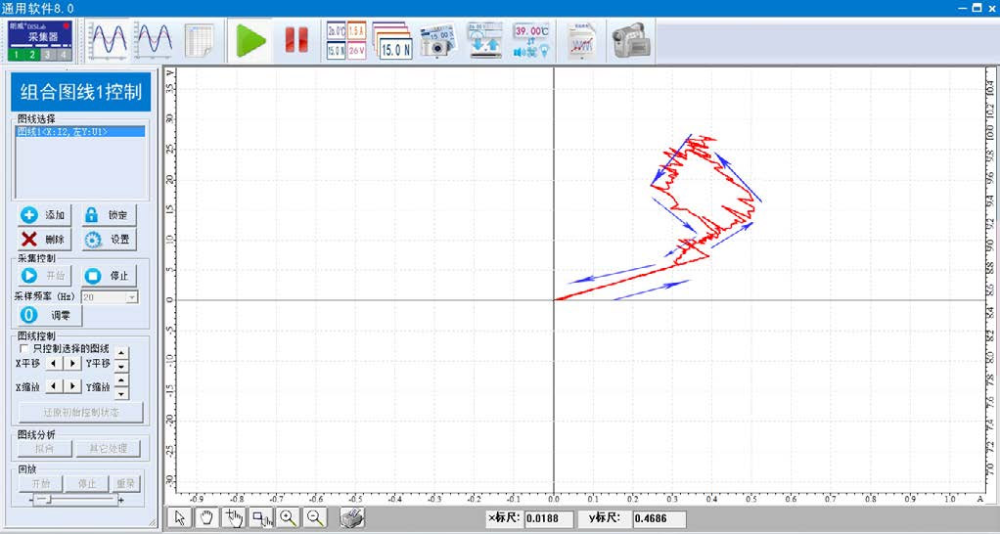 通用软件8.0
朗威®DISLab
采集器
1 2 3 4
20.0℃ 1.5A
15.0N 26V
15.0 N
39.00℃
组合图线1控制
图线选择
图线1<X:I2,左Y:U1>
添加 锁定
删除 设置
采集控制
开始 停止
采样频率 (Hz) 20
调零
图线控制
只控制选择的图线
X平移 Y平移
X缩放 Y缩放
还原初始控制状态
图线分析
拟合 其它处理
回放
开始 停止 重录
- +
V
35
30
25
20
15
10
5
0
-5
-10
-15
-20
-25
-30
-0.9 -0.8 -0.7 -0.6 -0.5 -0.4 -0.3 -0.2 -0.1 0.0 0.1 0.2 0.3 0.4 0.5 0.6 0.7 0.8 0.9 1.0 A
10.4
10.2
10.0
9.8
9.6
9.4
9.2
9.0
8.8
8.6
8.4
8.2
8.0
7.8
7.6
7.4
7.2
7.0
x标尺: 0.0188 y标尺: 0.4686